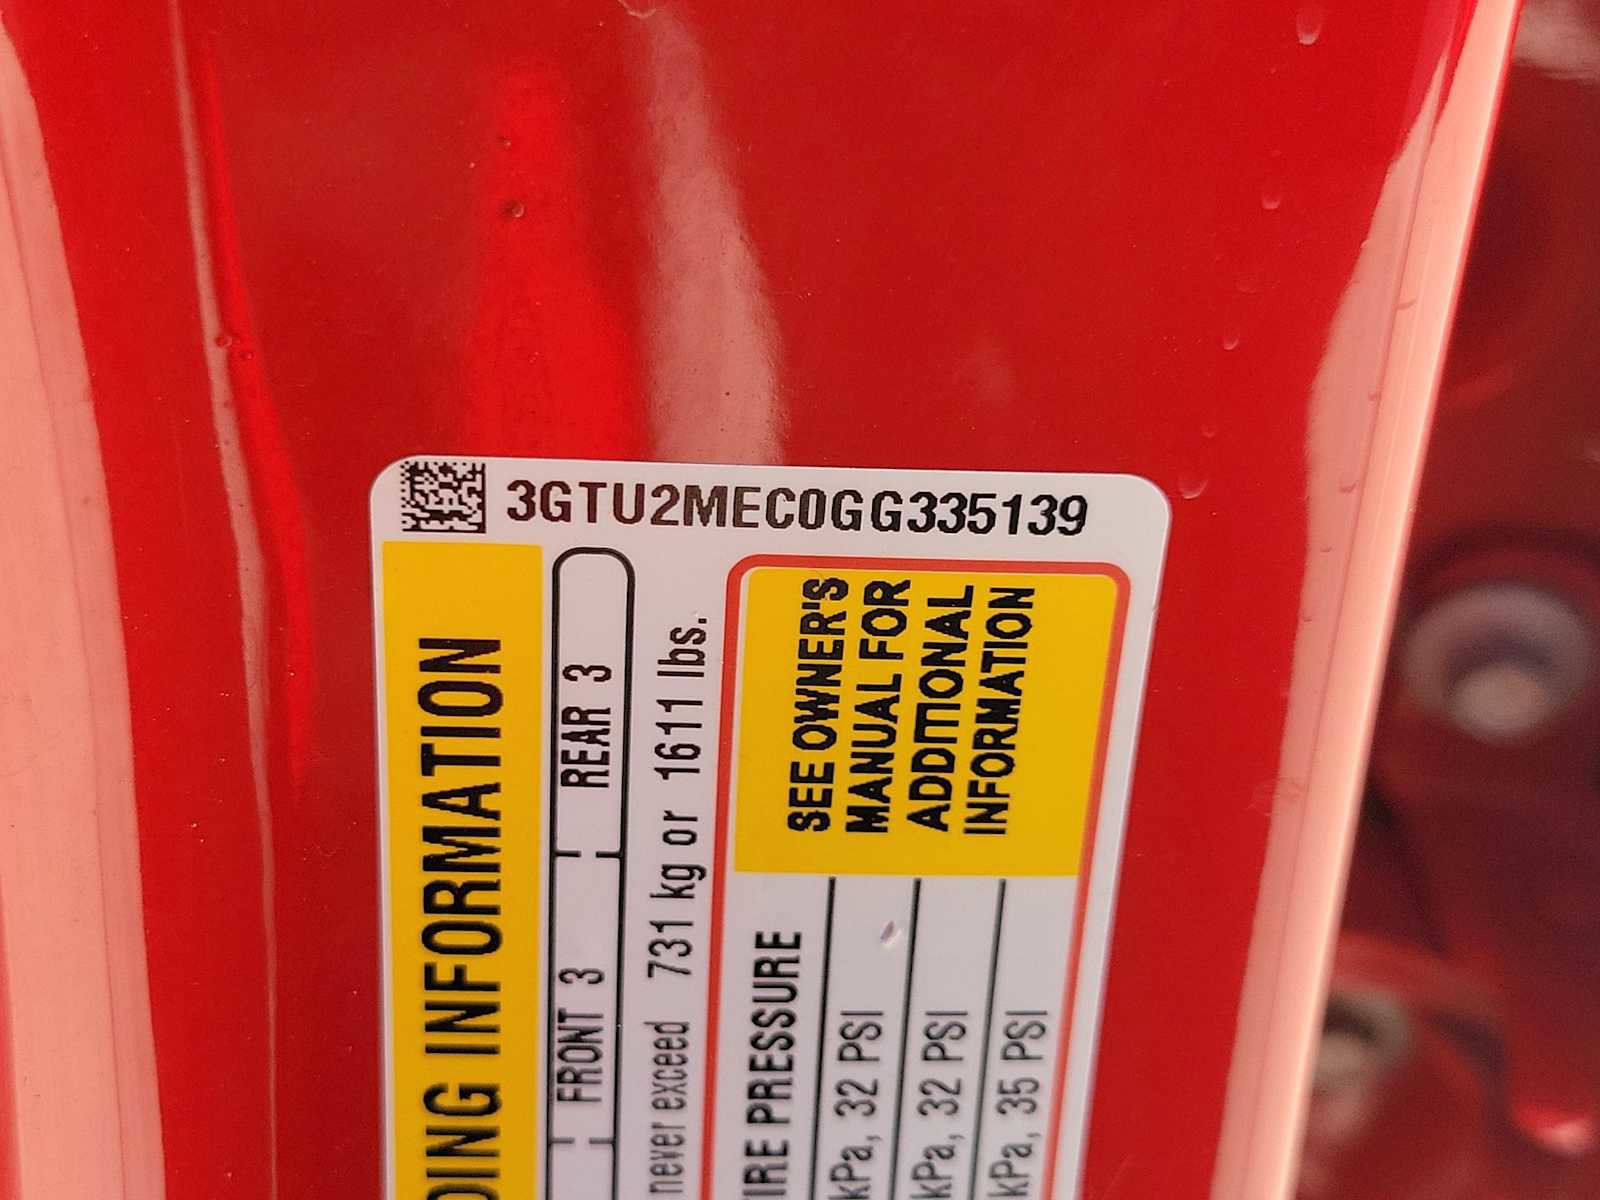 3GTU2MEC0GG335139
DING INFORMATION
FRONT 3 REAR 3
never exceed 731 kg or 1611 lbs.
IRE PRESSURE
kPa, 32 PSI
kPa, 32 PSI
kPa, 35 PSI
SEE OWNER'S
MANUAL FOR
ADDITIONAL
INFORMATION